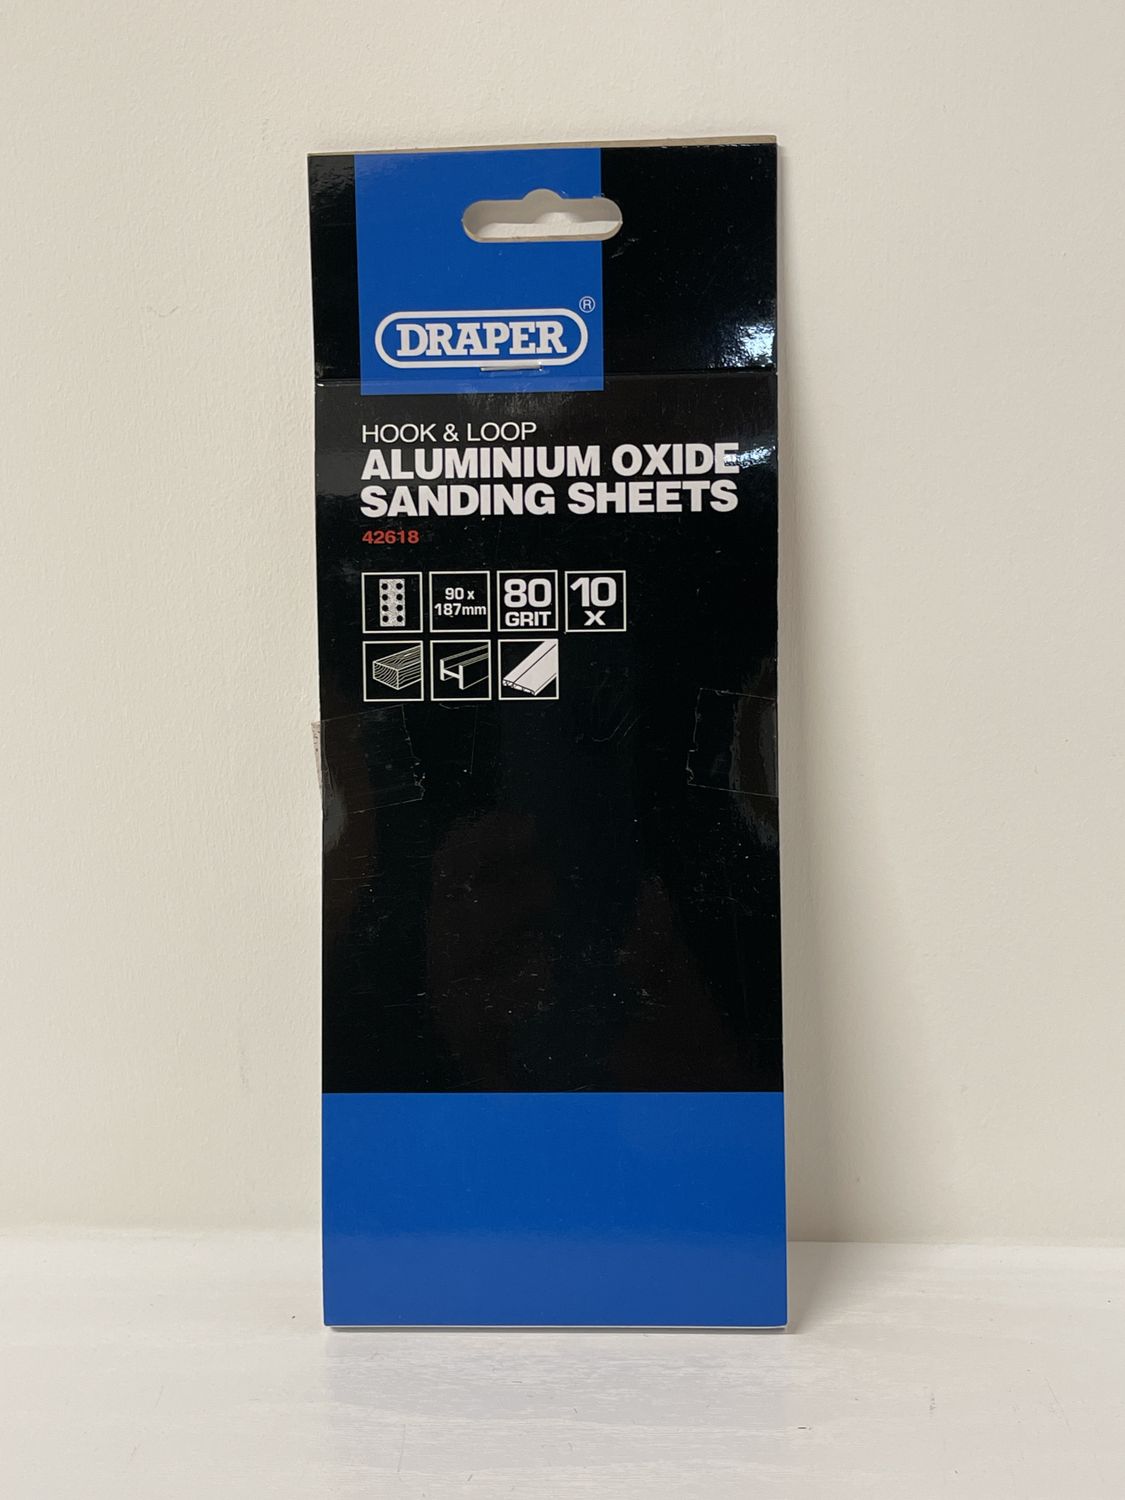 DRAPER®
HOOK & LOOP
ALUMINIUM OXIDE
SANDING SHEETS
42618
90 x
187mm
80
GRIT
10
X